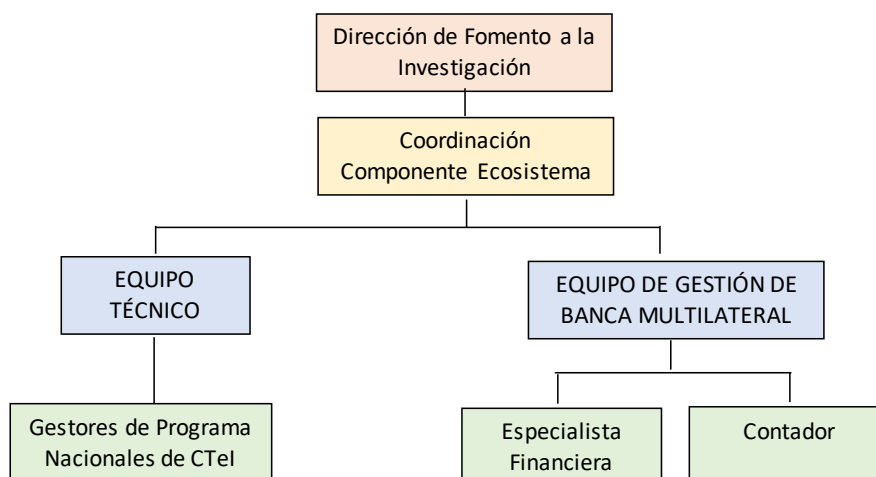 Dirección de Fomento a la
Investigación
Coordinación
Componente Ecosistema
EQUIPO
TÉCNICO
EQUIPO DE GESTIÓN DE
BANCA MULTILATERAL
Gestores de Programa
Nacionales de CTeI
Especialista
Financiera
Contador